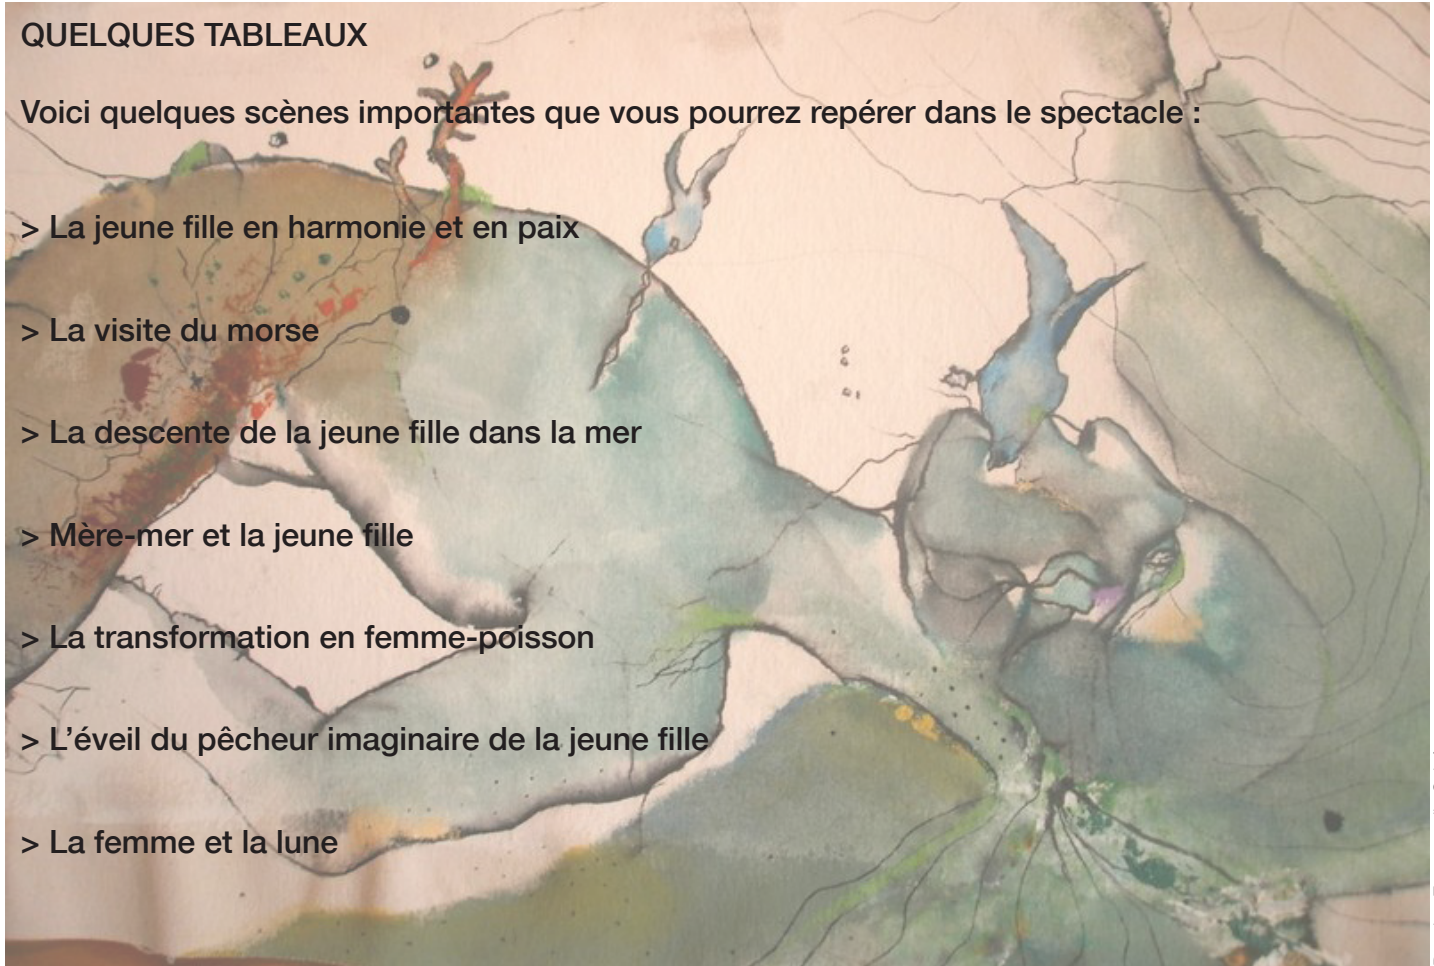 QUELQUES TABLEAUX
Voici quelques scènes importantes que vous pourrez repérer dans le spectacle :
> La jeune fille en harmonie et en paix
> La visite du morse
> La descente de la jeune fille dans la mer
> Mère-mer et la jeune fille
> La transformation en femme-poisson
> L’éveil du pêcheur imaginaire de la jeune fille
> La femme et la lune